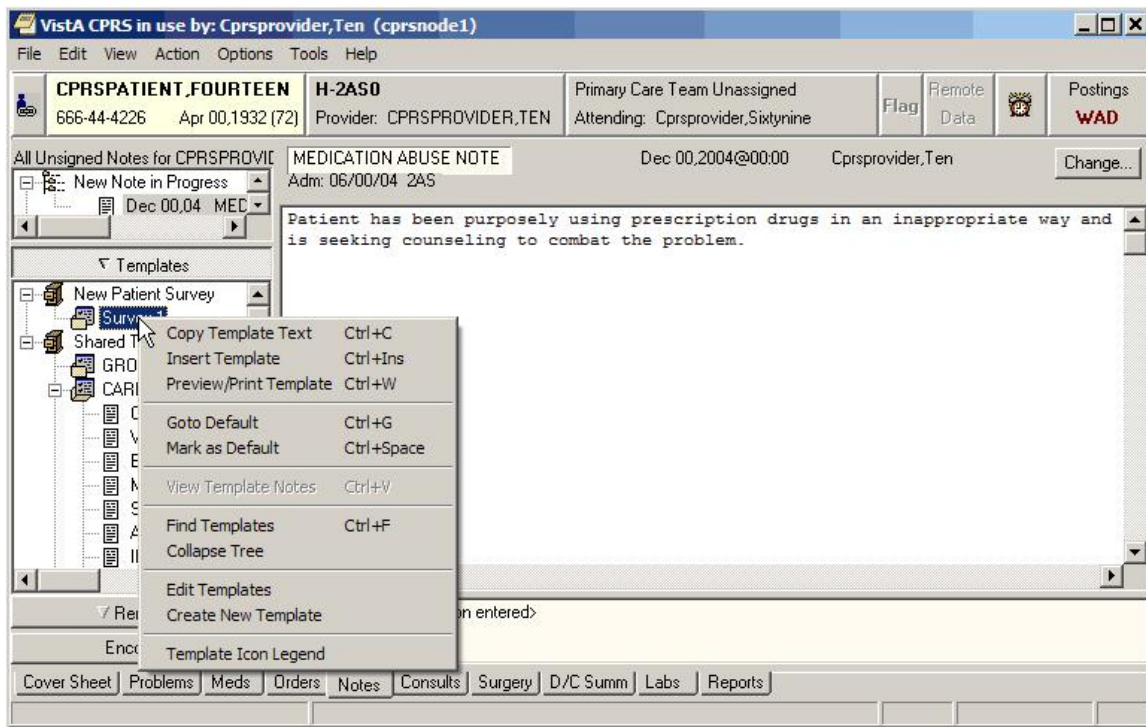 VistA CPRS in use by: Cprsprovider,Ten (cprsnode1)
File Edit View Action Options Tools Help
CPRSPATIENT,FOURTEEN
666-44-4226 Apr 00,1932 (72)
H-2AS0
Provider: CPRSPROVIDER,TEN
Primary Care Team Unassigned
Attending: Cprsprovider,Sixtynine
Flag
Remote
Data
Postings
WAD
All Unsigned Notes for CPRSPROVIE
MEDICATION ABUSE NOTE Dec 00,2004@00:00 Cprsprovider,Ten
Change...
Adm: 06/00/04 2AS
New Note in Progress
Dec 00,04 MED
Patient has been purposely using prescription drugs in an inappropriate way and
is seeking counseling to combat the problem.
Templates
New Patient Survey
Survey 1
Shared T
GRO
CARI
C
V
E
M
S
A
Copy Template Text Ctrl+C
Insert Template Ctrl+Ins
Preview/Print Template Ctrl+W
Goto Default Ctrl+G
Mark as Default Ctrl+Space
View Template Notes Ctrl+V
Find Templates Ctrl+F
Collapse Tree
Edit Templates
Create New Template
Template Icon Legend
/ Rei
Enco
on entered>
Cover Sheet Problems Meds Orders Notes Consults Surgery D/C Summ Labs Reports